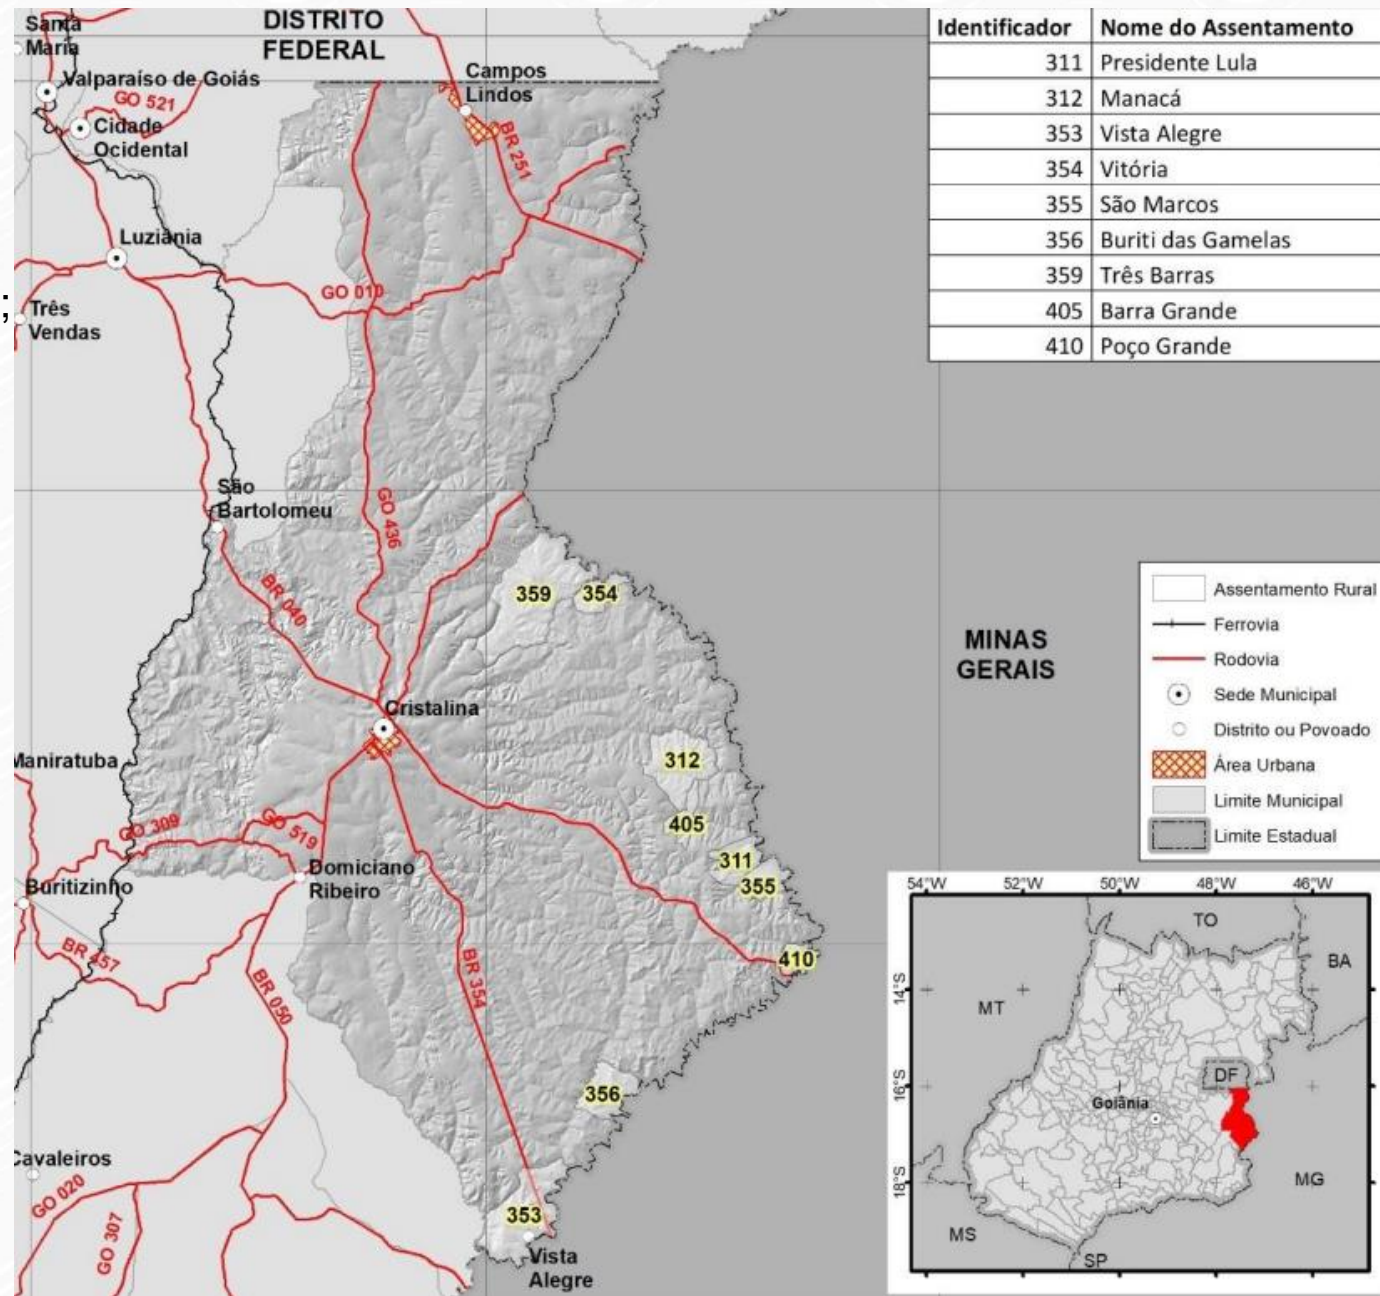 Santa
Maria
DISTRITO
FEDERAL
Campos
Lindos
Valparaíso de Goiás
GO 521
Cidade
Ocidental
BR 251
Luziânia
GO 010
;
Três
Vendas
São
Bartolomeu
GO 436
BR 040
359
354
MINAS
GERAIS
Cristalina
312
Maniratuba
405
GO 309
GO 519
311
Domiciano
Ribeiro
355
Buritizinho
BR 457
BR 050
BR 354
410
356
Cavaleiros
GO 020
GO 307
353
Vista
Alegre
Identificador Nome do Assentamento
311 Presidente Lula
312 Manacá
353 Vista Alegre
354 Vitória
355 São Marcos
356 Buriti das Gamelas
359 Três Barras
405 Barra Grande
410 Poço Grande
Assentamento Rural
Ferrovia
Rodovia
Sede Municipal
Distrito ou Povoado
Área Urbana
Limite Municipal
Limite Estadual
54°W 52°W 50°W 48°W 46°W
TO
BA
14°S
MT
DF
16°S
Goiânia
MG
18°S
MS
SP